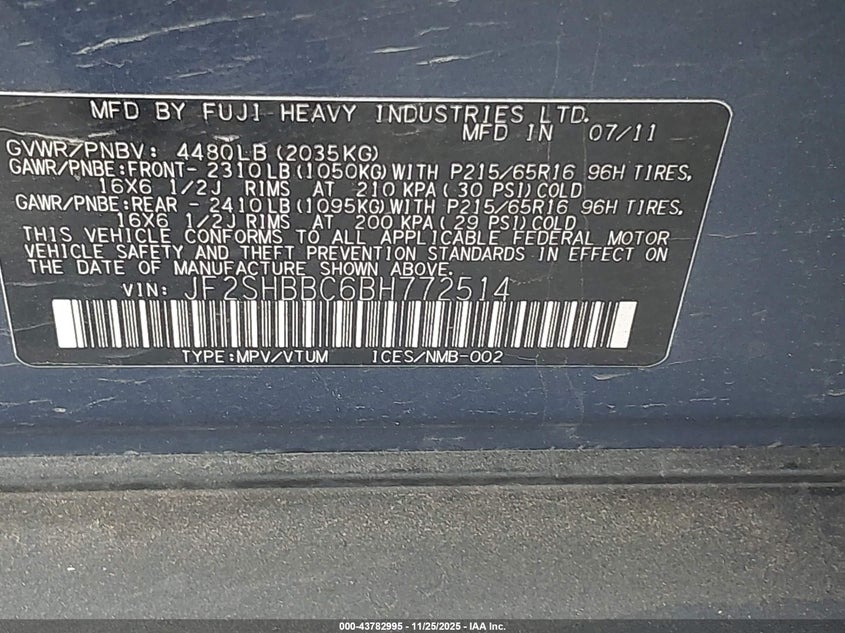 MFD BY FUJI HEAVY INDUSTRIES LTD.
MFD IN 07/11
GVWR/PNBV: 4480LB (2035KG)
GAWR/PNBE:FRONT- 2310LB (1050KG) WITH P215/65R16 96H TIRES,
16X6 1/2J RIMS AT 210 KPA (30 PSI) COLD
GAWR/PNBE:REAR - 2410LB (1095KG) WITH P215/65R16 96H TIRES,
16X6 1/2J RIMS AT 200 KPA (29 PSI) COLD
THIS VEHICLE CONFORMS TO ALL APPLICABLE FEDERAL MOTOR
VEHICLE SAFETY AND THEFT PREVENTION STANDARDS IN EFFECT ON
THE DATE OF MANUFACTURE SHOWN ABOVE.
VIN: JF2SHBBC6BH772514
TYPE:MPV/VTUM ICES/NMB-002
000-43782995 - 11/25/2025 - IAA Inc.